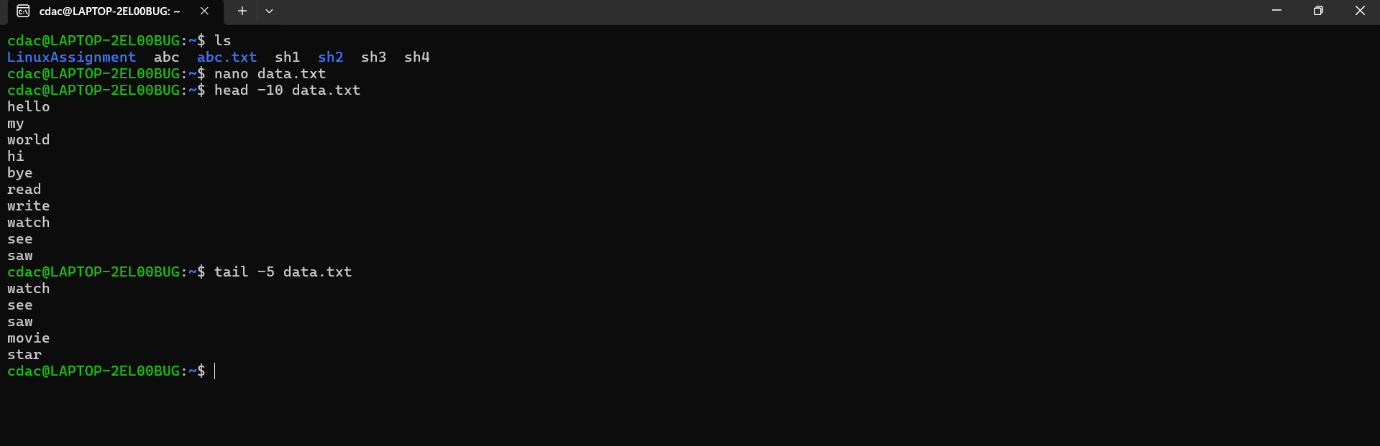 cdac@LAPTOP-2EL00BUG: ~
cdac@LAPTOP-2EL00BUG:~$ ls
LinuxAssignment  abc  abc.txt  sh1  sh2  sh3  sh4
cdac@LAPTOP-2EL00BUG:~$ nano data.txt
cdac@LAPTOP-2EL00BUG:~$ head -10 data.txt
hello
my
world
hi
bye
read
write
watch
see
saw
cdac@LAPTOP-2EL00BUG:~$ tail -5 data.txt
watch
see
saw
movie
star
cdac@LAPTOP-2EL00BUG:~$